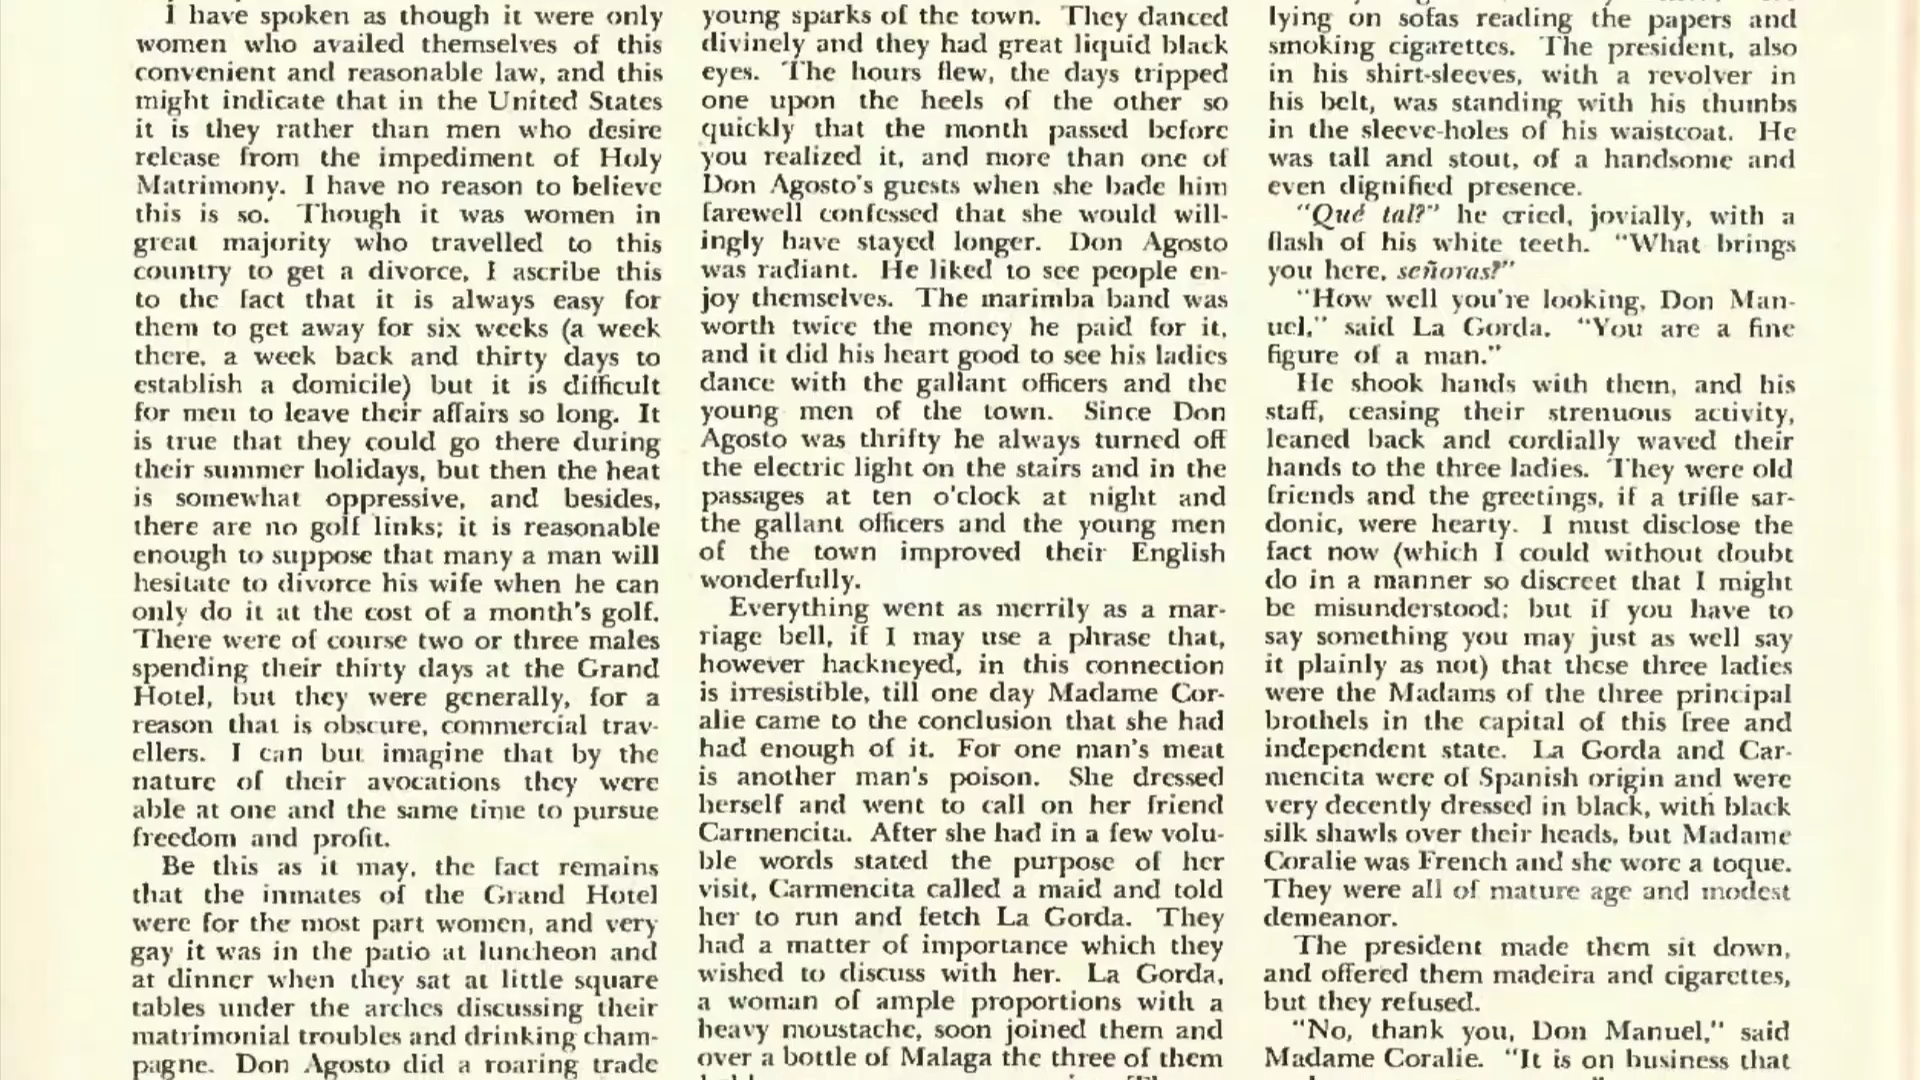 I have spoken as though it were only
women who availed themselves of this
convenient and reasonable law, and this
might indicate that in the United States
it is they rather than men who desire
release from the impediment of Holy
Matrimony. I have no reason to believe
this is so. Though it was women in
great majority who travelled to this
country to get a divorce, I ascribe this
to the fact that it is always easy for
them to get away for six weeks (a week
there, a week back and thirty days to
establish a domicile) but it is difficult
for men to leave their affairs so long. It
is true that they could go there during
their summer holidays, but then the heat
is somewhat oppressive, and besides,
there are no golf links; it is reasonable
enough to suppose that many a man will
hesitate to divorce his wife when he can
only do it at the cost of a month's golf.
There were of course two or three males
spending their thirty days at the Grand
Hotel, but they were generally, for a
reason that is obscure, commercial trav-
ellers. I can but imagine that by the
nature of their avocations they were
able at one and the same time to pursue
freedom and profit.
Be this as it may, the fact remains
that the inmates of the Grand Hotel
were for the most part women, and very
gay it was in the patio at luncheon and
at dinner when they sat at little square
tables under the arches discussing their
matrimonial troubles and drinking cham-
pagne. Don Agosto did a roaring trade
young sparks of the town. They danced
divinely and they had great liquid black
eyes. The hours flew, the days tripped
one upon the heels of the other so
quickly that the month passed before
you realized it, and more than one of
Don Agosto's guests when she bade him
farewell confessed that she would will-
ingly have stayed longer. Don Agosto
was radiant. He liked to see people en-
joy themselves. The marimba band was
worth twice the money he paid for it,
and it did his heart good to see his ladies
dance with the gallant officers and the
young men of the town. Since Don
Agosto was thrifty he always turned off
the electric light on the stairs and in the
passages at ten o'clock at night and
the gallant officers and the young men
of the town improved their English
wonderfully.
Everything went as merrily as a mar-
riage bell, if I may use a phrase that,
however hackneyed, in this connection
is irresistible, till one day Madame Cor-
alie came to the conclusion that she had
had enough of it. For one man's meat
is another man's poison. She dressed
herself and went to call on her friend
Carmencita. After she had in a few volu-
ble words stated the purpose of her
visit, Carmencita called a maid and told
her to run and fetch La Gorda. They
had a matter of importance which they
wished to discuss with her. La Gorda,
a woman of ample proportions with a
heavy moustache, soon joined them and
over a bottle of Malaga the three of them
lying on sofas reading the papers and
smoking cigarettes. The president, also
in his shirt-sleeves, with a revolver in
his belt, was standing with his thumbs
in the sleeve-holes of his waistcoat. He
was tall and stout, of a handsome and
even dignified presence.
"Qué tal?" he cried, jovially, with a
flash of his white teeth. "What brings
you here, señoras?"
"How well you're looking, Don Man-
uel," said La Gorda. "You are a fine
figure of a man."
He shook hands with them, and his
staff, ceasing their strenuous activity,
leaned back and cordially waved their
hands to the three ladies. They were old
friends and the greetings, if a trifle sar-
donic, were hearty. I must disclose the
fact now (which I could without doubt
do in a manner so discreet that I might
be misunderstood; but if you have to
say something you may just as well say
it plainly as not) that these three ladies
were the Madams of the three principal
brothels in the capital of this free and
independent state. La Gorda and Car-
mencita were of Spanish origin and were
very decently dressed in black, with black
silk shawls over their heads, but Madame
Coralie was French and she wore a toque.
They were all of mature age and modest
demeanor.
The president made them sit down,
and offered them madeira and cigarettes,
but they refused.
"No, thank you, Don Manuel," said
Madame Coralie. "It is on business that